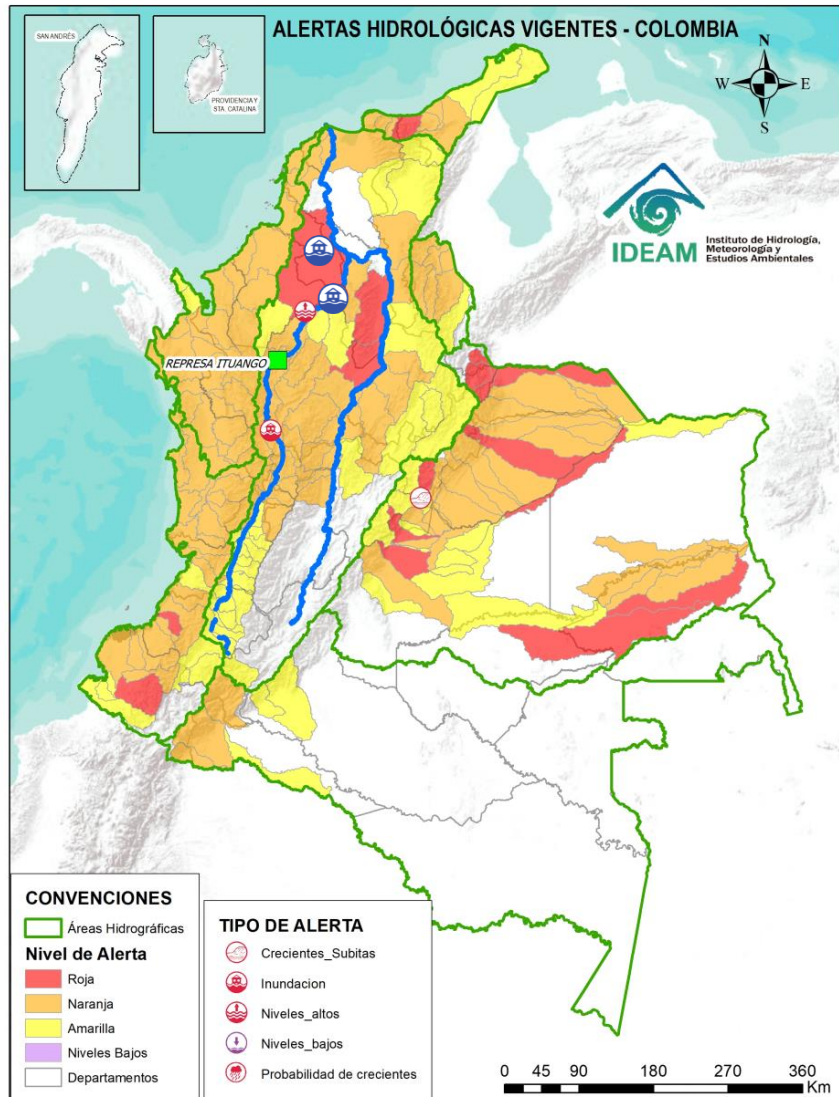 ALERTAS HIDROLÓGICAS VIGENTES - COLOMBIA
SAN ANDRÉS
PROVIDENCIA Y
STA. CATALINA
N
W
E
S
IDEAM
Instituto de Hidrología,
Meteorología y
Estudios Ambientales
REPRESA ITUANGO
CONVENCIONES
Áreas Hidrográficas
Nivel de Alerta
Roja
Naranja
Amarilla
Niveles Bajos
Departamentos
TIPO DE ALERTA
Crecientes_Subitas
Inundacion
Niveles_altos
Niveles_bajos
Probabilidad de crecientes
0 45 90 180 270 360
Km